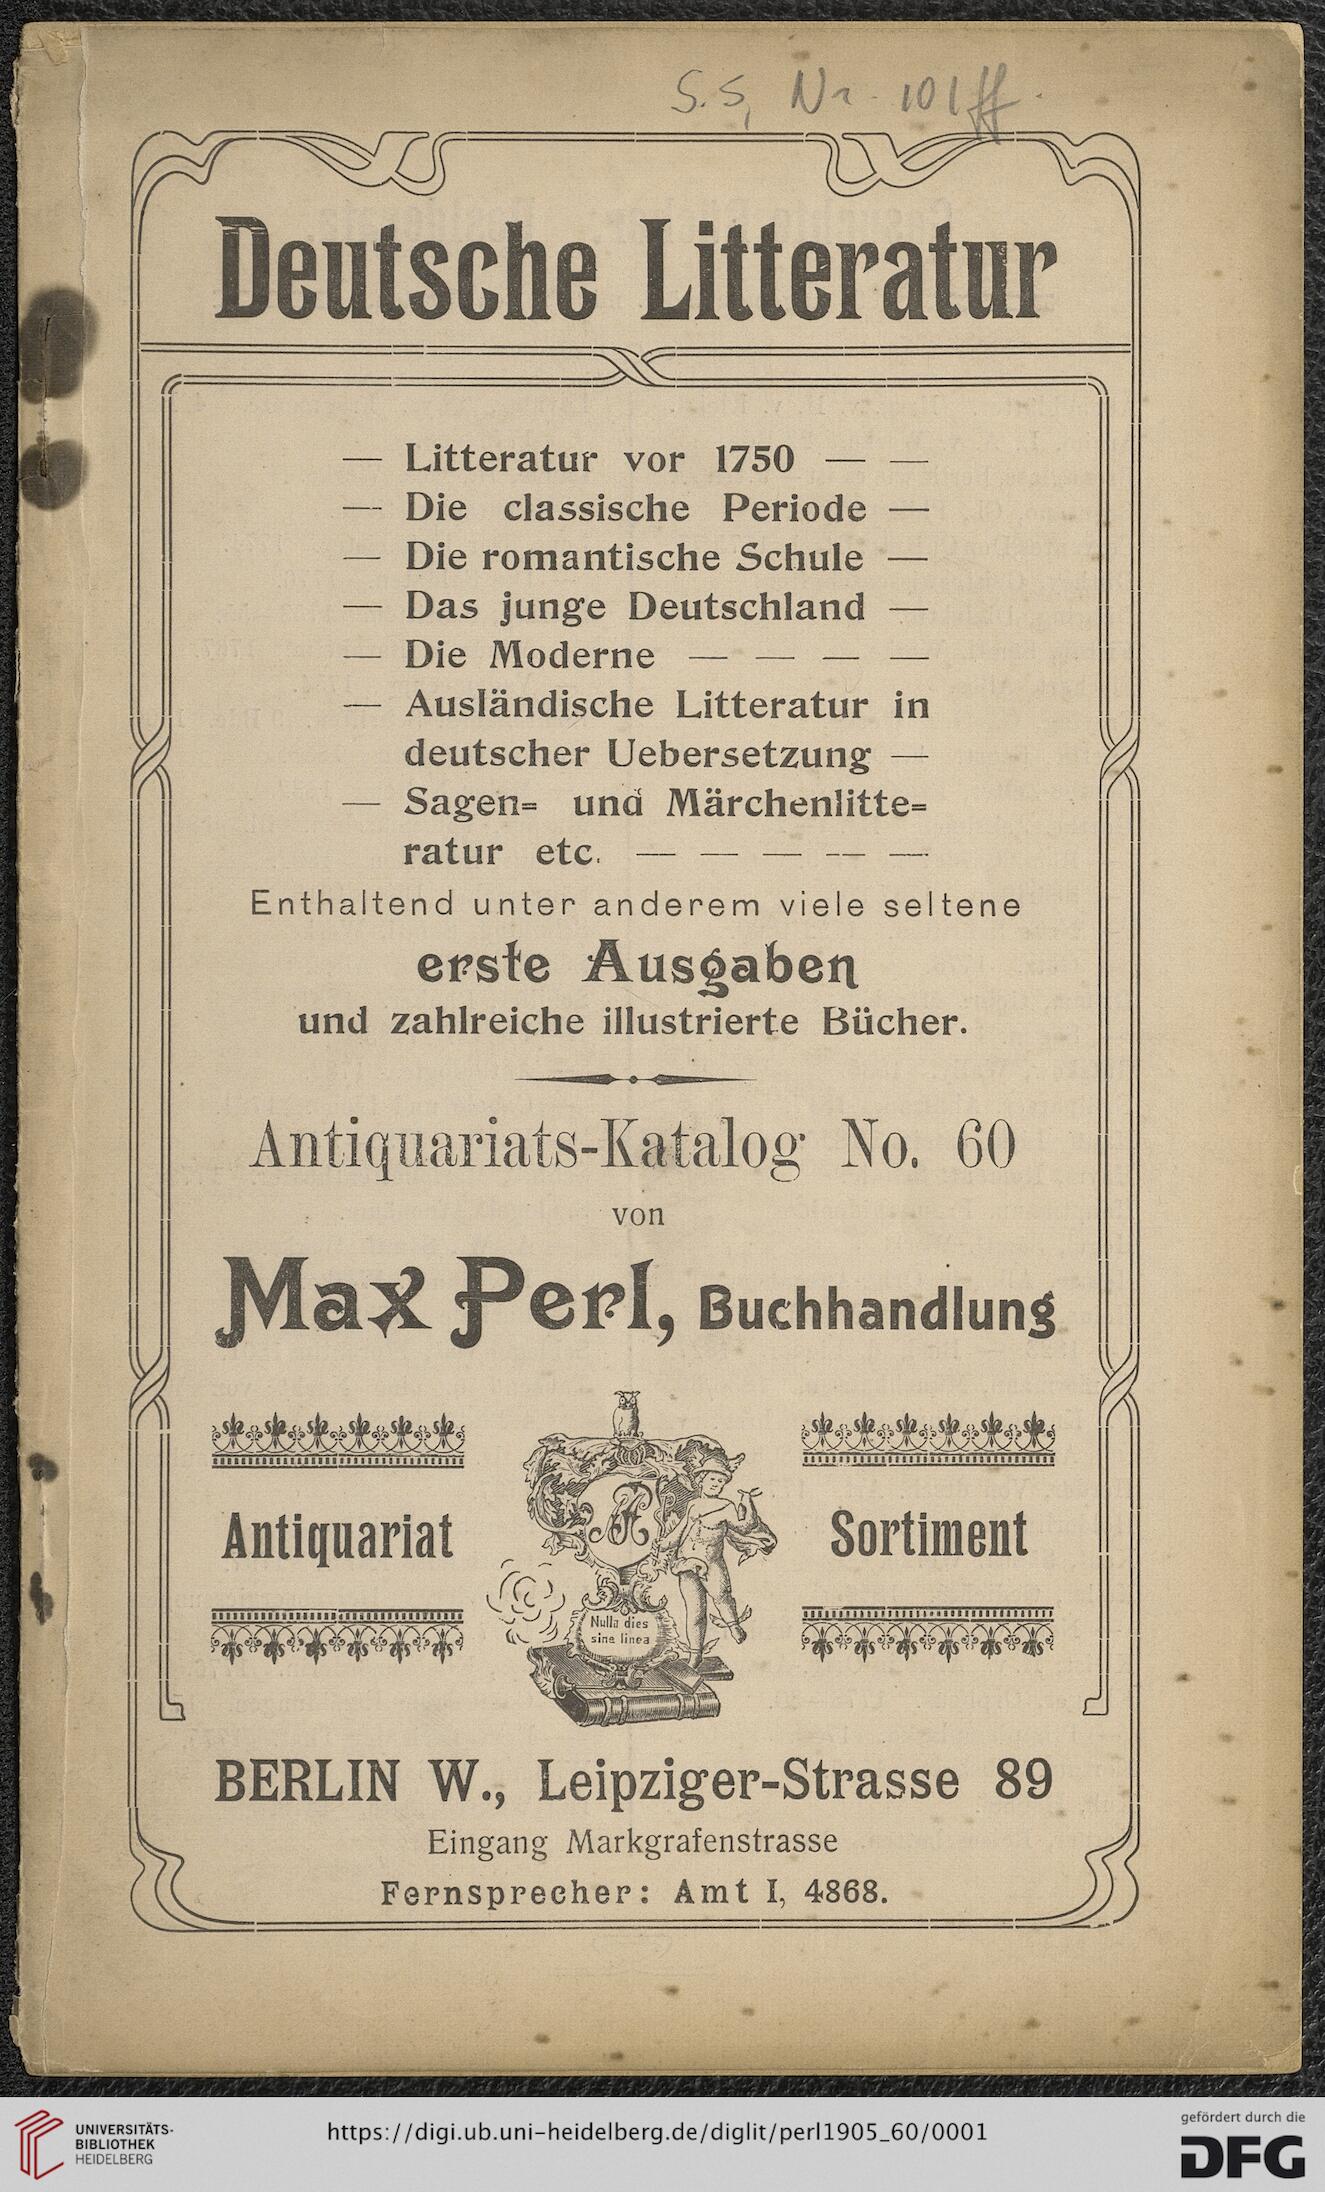 S. 5, Nr. 101 ff.
Deutsche Litteratur
— Litteratur vor 1750 — —
— Die classische Periode —
— Die romantische Schule —
— Das junge Deutschland —
— Die Moderne — — — —
— Ausländische Litteratur in
deutscher Uebersetzung —
— Sagen= und Märchenlitte=
ratur etc. — — — — —
Enthaltend unter anderem viele seltene
erste Ausgaben
und zahlreiche illustrierte Bücher.
Antiquariats-Katalog No. 60
von
Max Perl, Buchhandlung
Antiquariat
Sortiment
Nulla dies
sine linea
BERLIN W., Leipziger-Strasse 89
Eingang Markgrafenstrasse
Fernsprecher: Amt I, 4868.
UNIVERSITÄTS-
BIBLIOTHEK
HEIDELBERG
https://digi.ub.uni-heidelberg.de/diglit/perl1905_60/0001
gefördert durch die
DFG